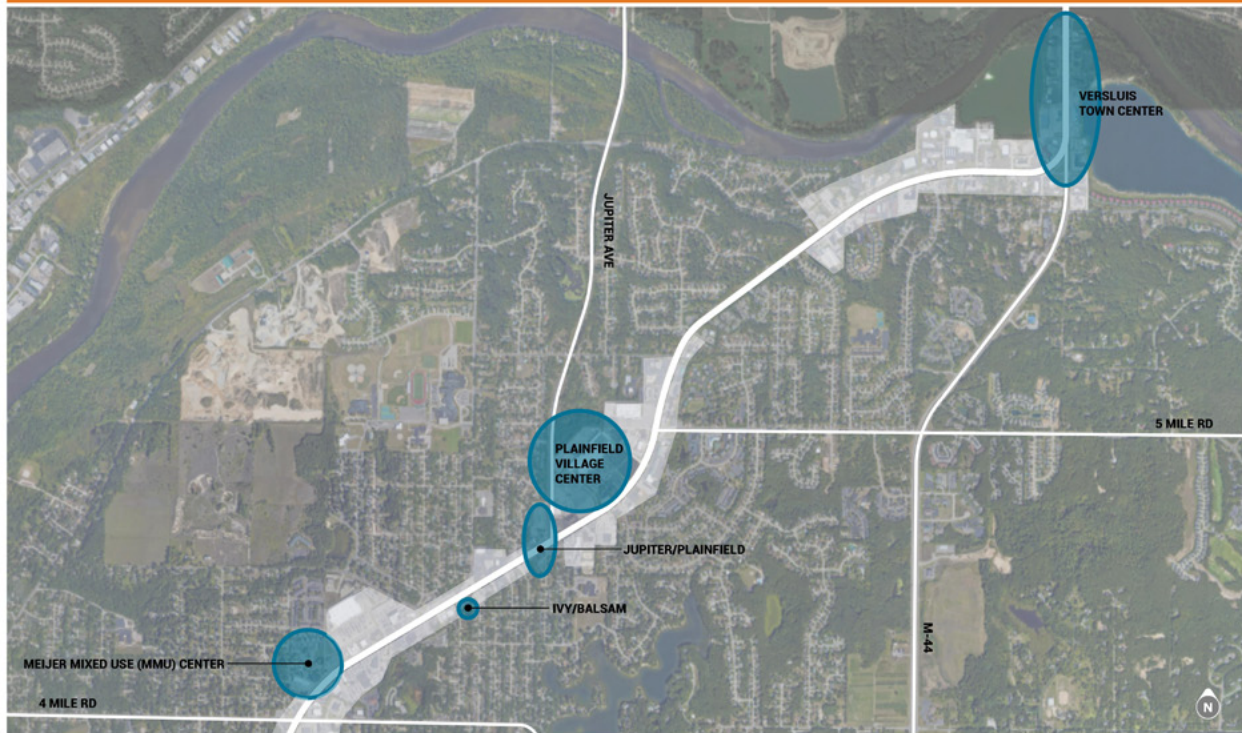 VERSLUIS
TOWN CENTER
JUPITER AVE
5 MILE RD
PLAINFIELD
VILLAGE
CENTER
JUPITER/PLAINFIELD
IVY/BALSAM
M-44
MEIJER MIXED USE (MMU) CENTER
4 MILE RD
N